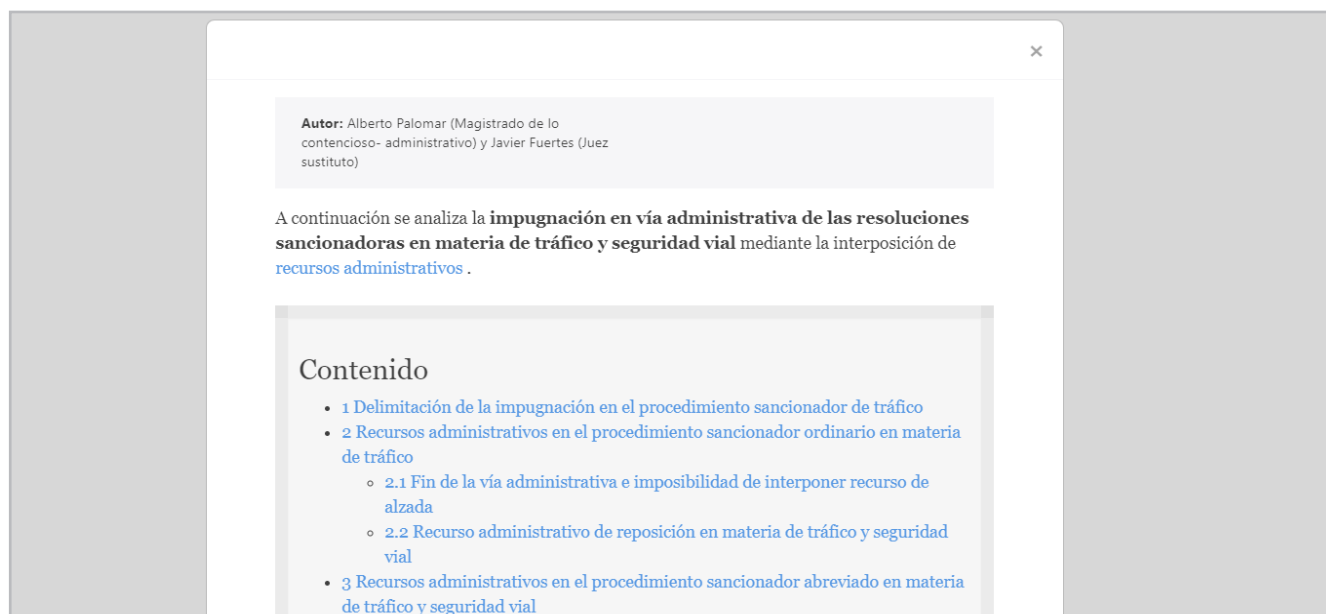 ×
Autor: Alberto Palomar (Magistrado de lo
contencioso- administrativo) y Javier Fuertes (Juez
sustituto)
A continuación se analiza la impugnación en vía administrativa de las resoluciones
sancionadoras en materia de tráfico y seguridad vial mediante la interposición de
recursos administrativos .
Contenido
• 1 Delimitación de la impugnación en el procedimiento sancionador de tráfico
• 2 Recursos administrativos en el procedimiento sancionador ordinario en materia
de tráfico
◦ 2.1 Fin de la vía administrativa e imposibilidad de interponer recurso de
alzada
◦ 2.2 Recurso administrativo de reposición en materia de tráfico y seguridad
vial
• 3 Recursos administrativos en el procedimiento sancionador abreviado en materia
de tráfico y seguridad vial